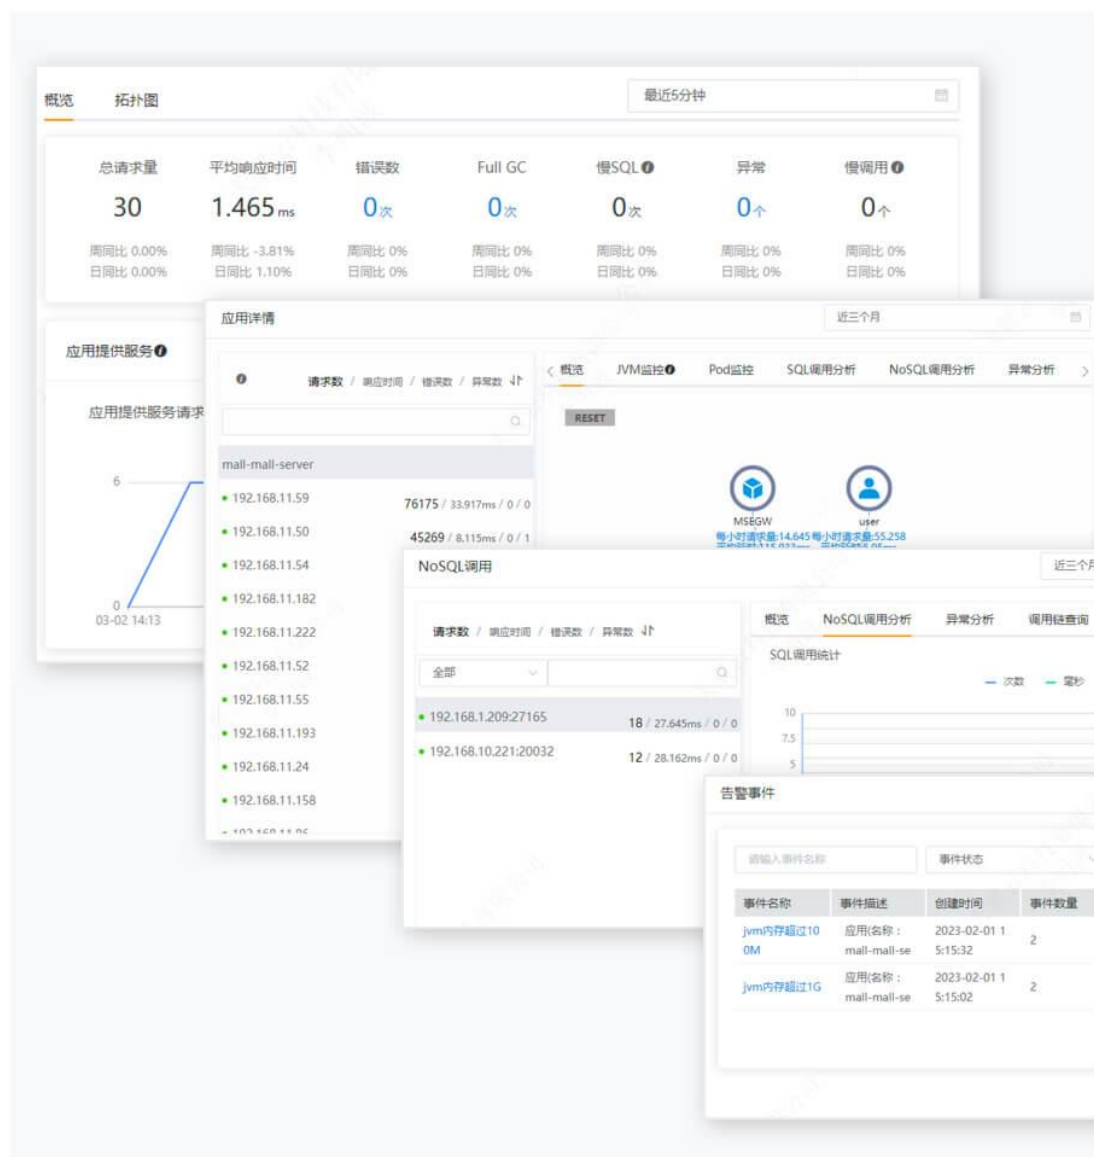 概览 拓扑图 最近5分钟
总请求量 平均响应时间 错误数 Full GC 慢SQL 异常 慢调用
30 1.465 ms 0次 0次 0次 0个 0个
周同比 0.00% 周同比 -3.81% 周同比 0% 周同比 0% 周同比 0% 周同比 0% 周同比 0%
日同比 0.00% 日同比 1.10% 日同比 0% 日同比 0% 日同比 0% 日同比 0% 日同比 0%
应用提供服务
应用提供服务请求
6
0
03-02 14:13
应用详情 近三个月
请求数 / 响应时间 / 错误数 / 异常数
概览 JVM监控 Pod监控 SQL调用分析 NoSQL调用分析 异常分析
RESET
mall-mall-server
192.168.11.59 76175 / 33.917ms / 0 / 0
192.168.11.50 45269 / 8.115ms / 0 / 1
192.168.11.54
192.168.11.182
192.168.11.222
192.168.11.52
192.168.11.55
192.168.11.193
192.168.11.24
192.168.11.158
MSEGW user
每小时请求量:14.645 每小时请求量:55.258
NoSQL调用 近三个月
请求数 / 响应时间 / 错误数 / 异常数
全部
192.168.1.209:27165 18 / 27.645ms / 0 / 0
192.168.10.221:20032 12 / 28.162ms / 0 / 0
概览 NoSQL调用分析 异常分析 调用链查询
SQL调用统计
次数 毫秒
10
7.5
5
告警事件
请输入事件名称 事件状态
事件名称 事件描述 创建时间 事件数量
jvm内存超过10 应用(名称: 2023-02-01 1 2
0M mall-mall-se 5:15:32
jvm内存超过1G 应用(名称: 2023-02-01 1 2
mall-mall-se 5:15:02